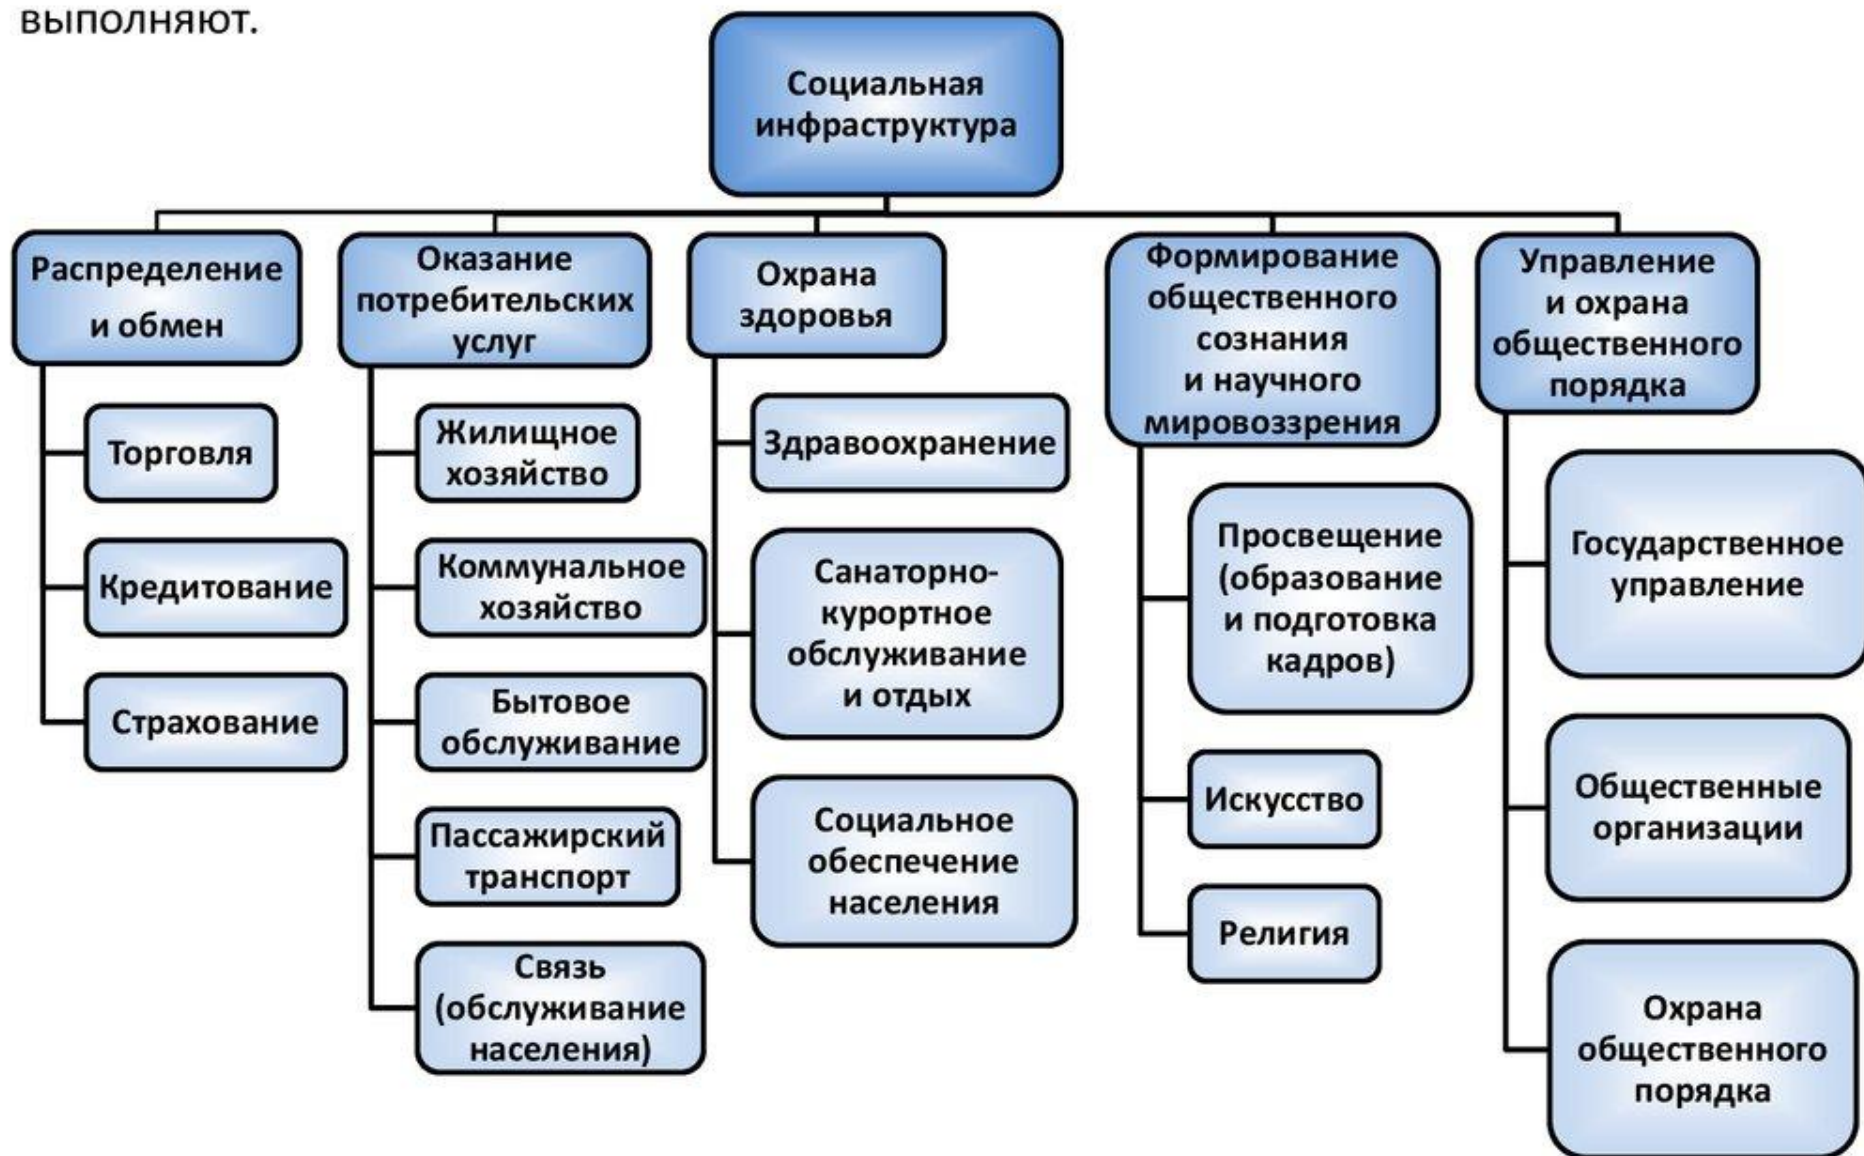 выполняют.
Социальная
инфраструктура
Распределение
и обмен
Торговля
Кредитование
Страхование
Оказание
потребительских
услуг
Жилищное
хозяйство
Коммунальное
хозяйство
Бытовое
обслуживание
Пассажирский
транспорт
Связь
(обслуживание
населения)
Охрана
здоровья
Здравоохранение
Санаторно-
курортное
обслуживание
и отдых
Социальное
обеспечение
населения
Формирование
общественного
сознания
и научного
мировоззрения
Просвещение
(образование
и подготовка
кадров)
Искусство
Религия
Управление
и охрана
общественного
порядка
Государственное
управление
Общественные
организации
Охрана
общественного
порядка